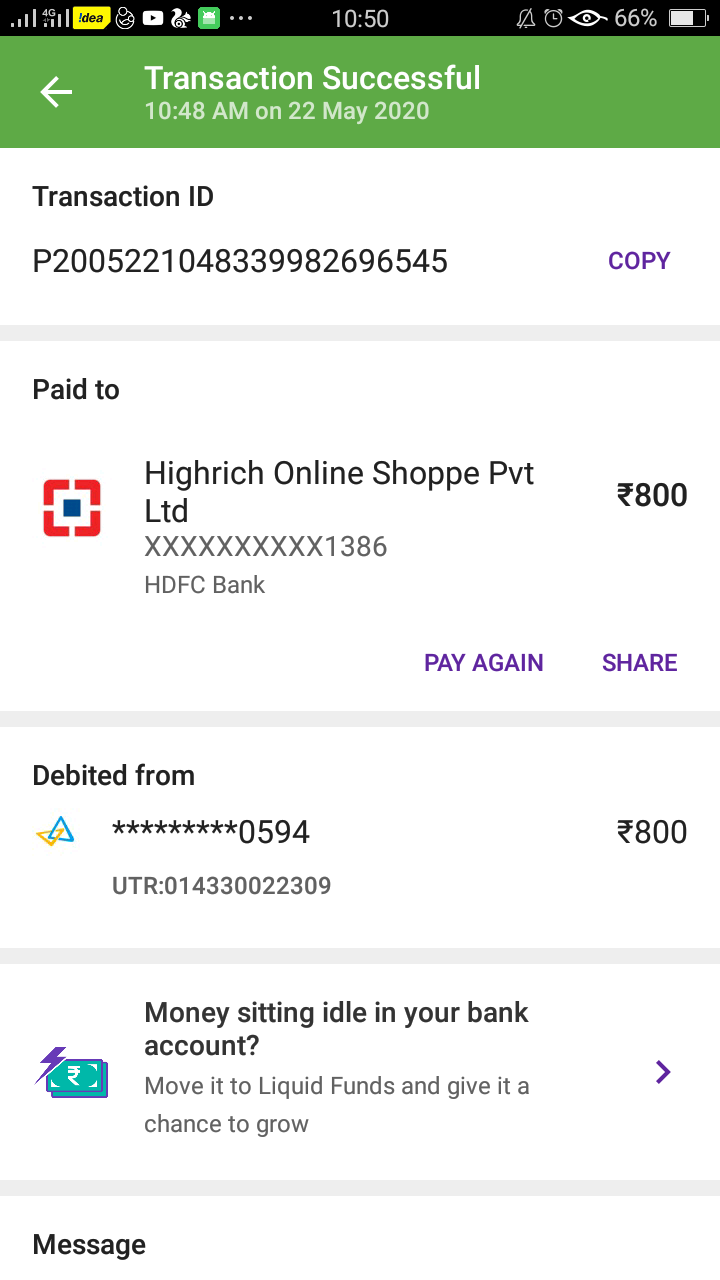 4G !dea 10:50 66%
Transaction Successful
10:48 AM on 22 May 2020
Transaction ID
P2005221048339982696545 COPY
Paid to
Highrich Online Shoppe Pvt
Ltd
₹800
XXXXXXXXXX1386
HDFC Bank
PAY AGAIN SHARE
Debited from
*********0594 ₹800
UTR:014330022309
Money sitting idle in your bank
account?
Move it to Liquid Funds and give it a
chance to grow
Message